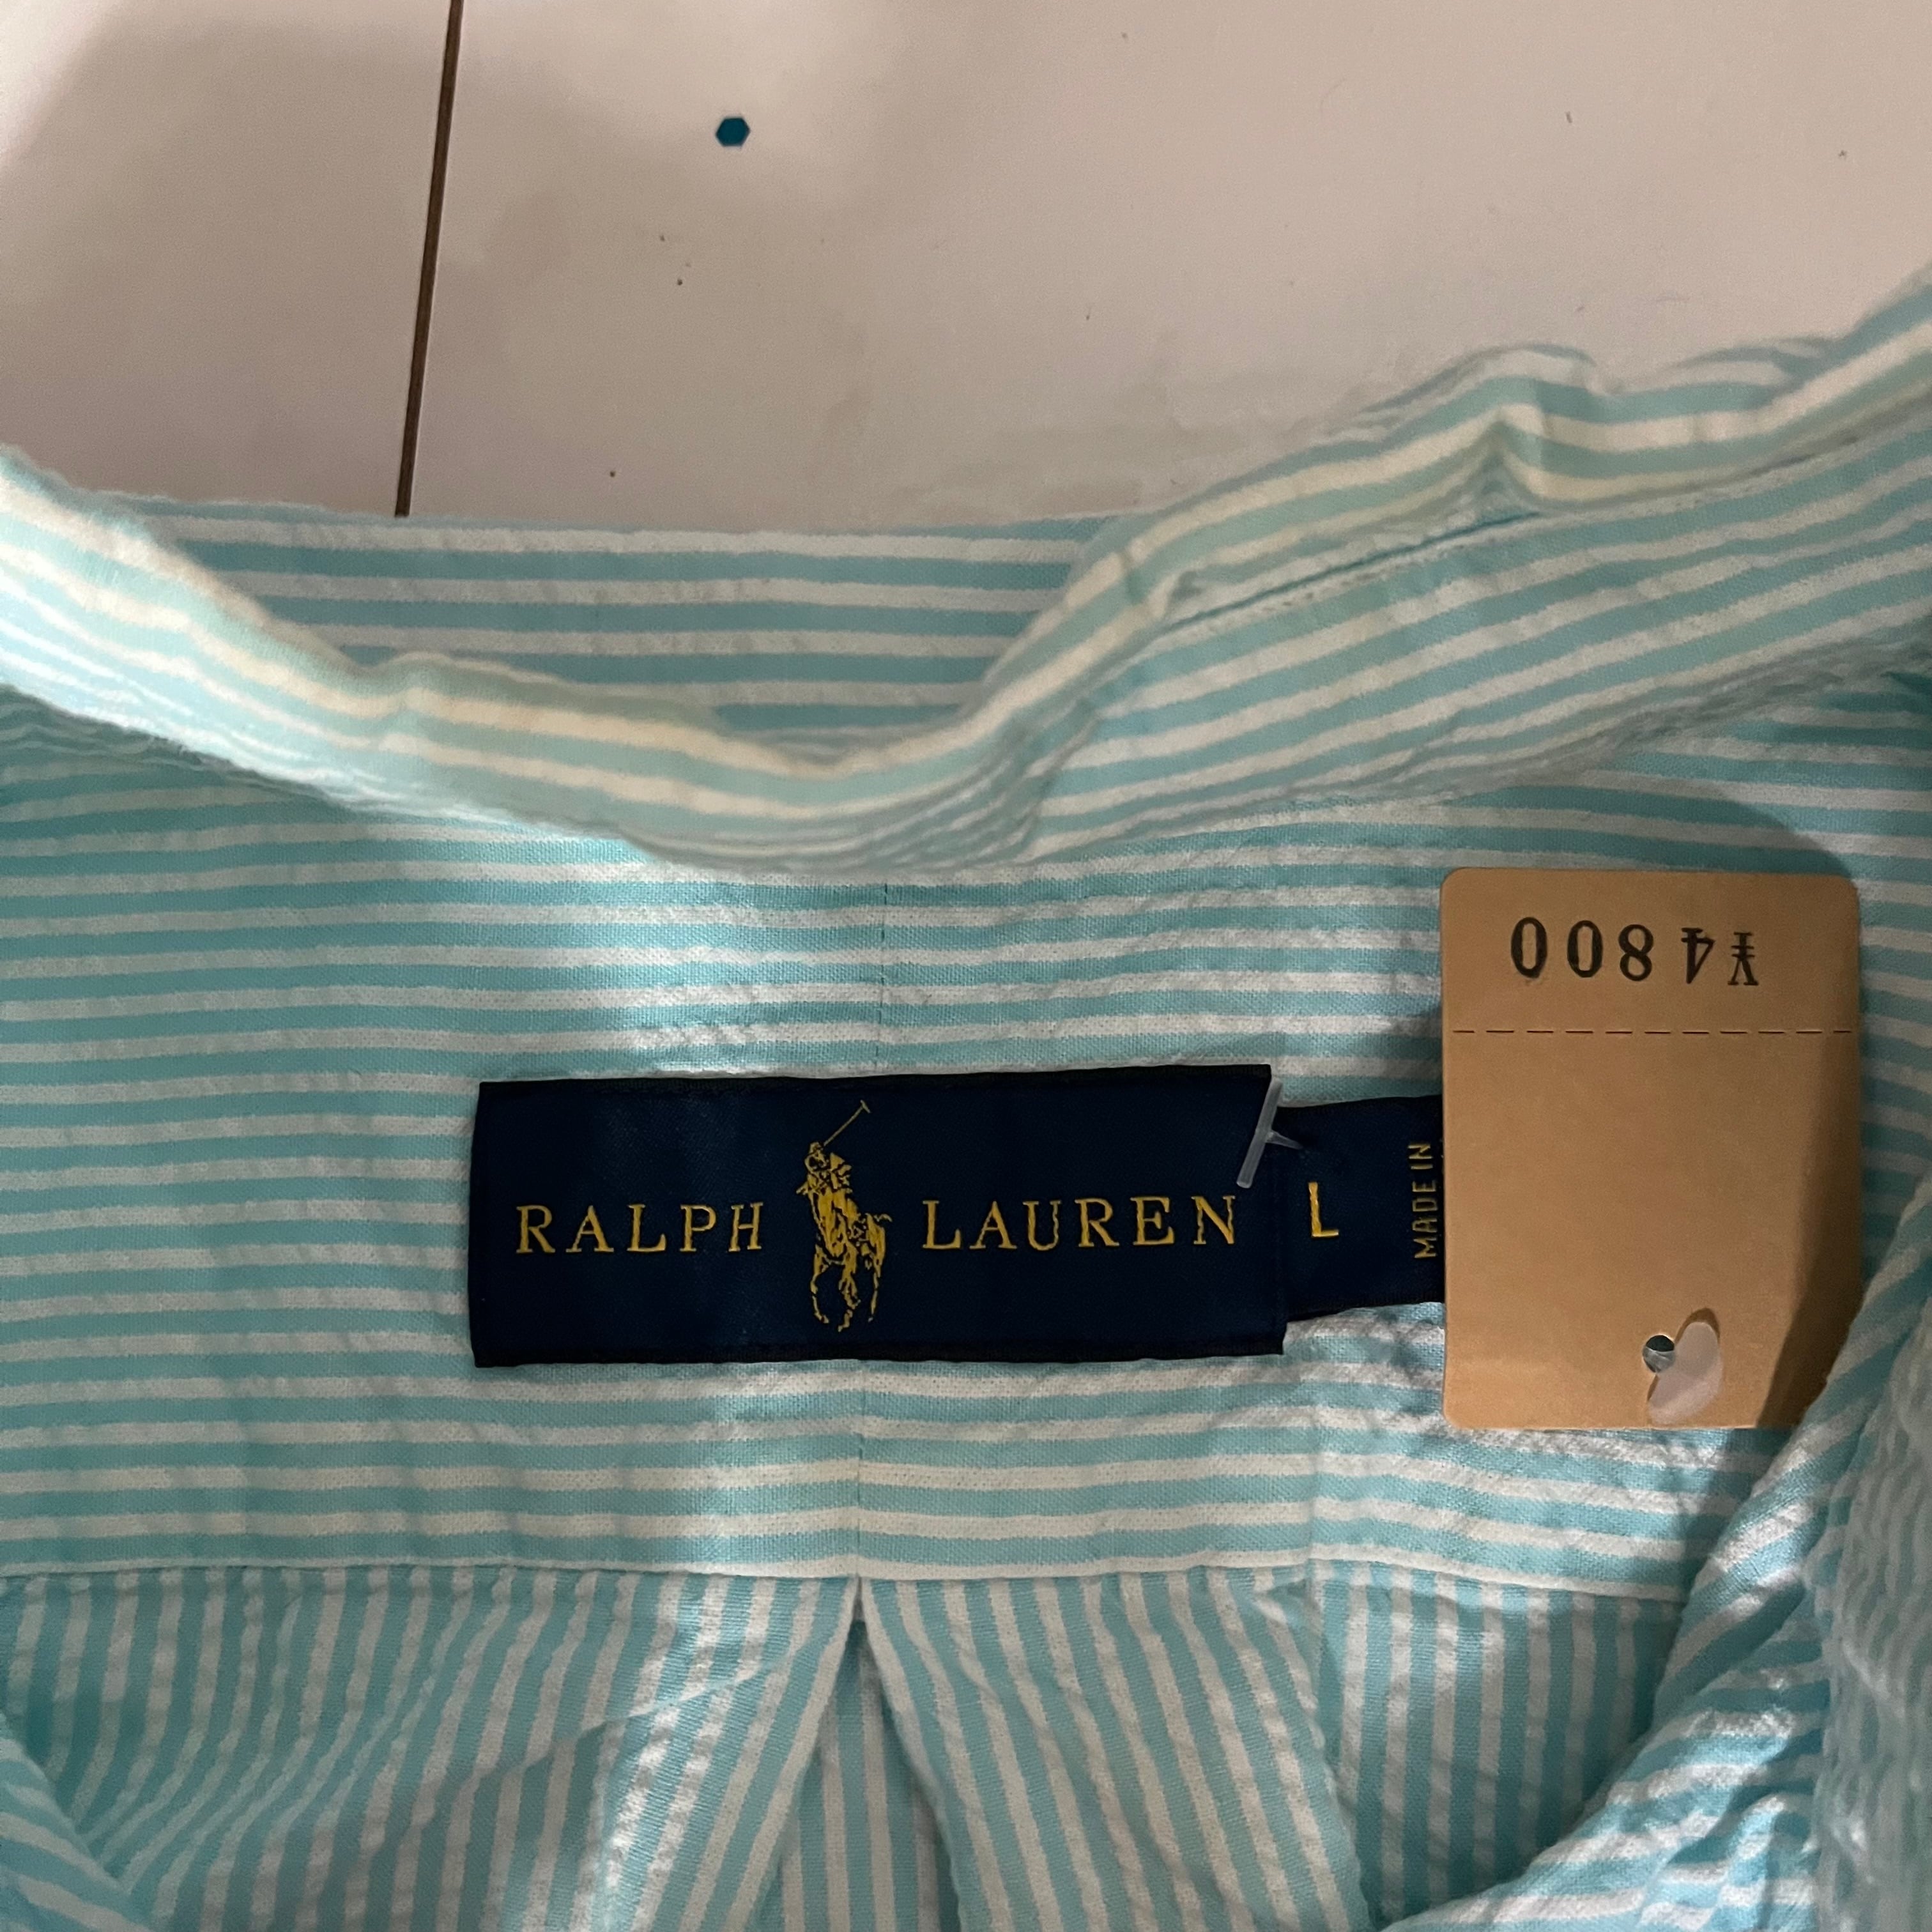 ¥4800
RALPH LAUREN
L
MADE IN